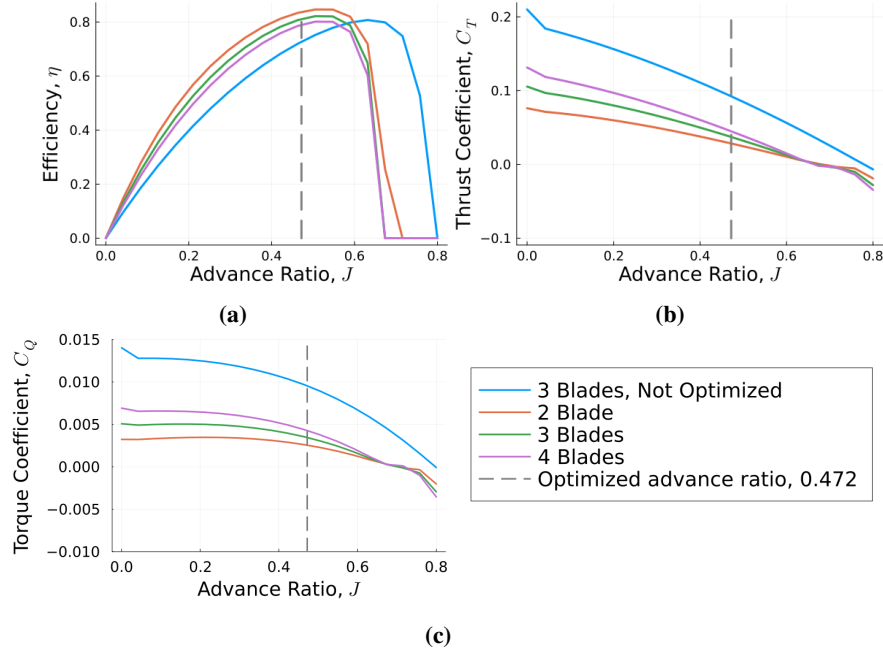 Efficiency, η
0.8
0.6
0.4
0.2
0.0
0.0 0.2 0.4 0.6 0.8
Advance Ratio, J
(a)
Thrust Coefficient, C_T
0.2
0.1
0.0
−0.1
0.0 0.2 0.4 0.6 0.8
Advance Ratio, J
(b)
Torque Coefficient, C_Q
0.015
0.010
0.005
0.000
−0.005
−0.010
0.0 0.2 0.4 0.6 0.8
Advance Ratio, J
(c)
3 Blades, Not Optimized
2 Blade
3 Blades
4 Blades
Optimized advance ratio, 0.472